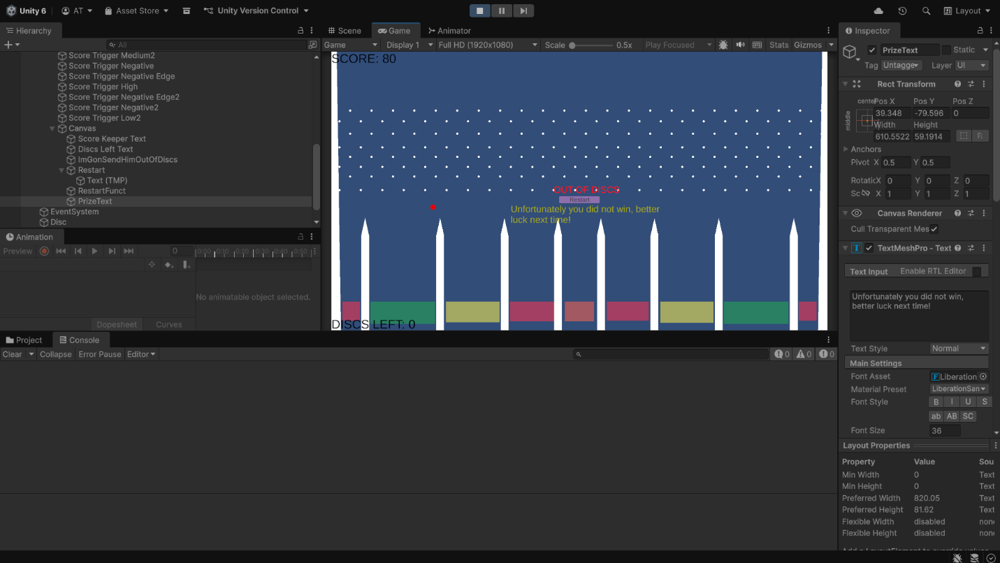 Unity 6
AT
Asset Store
Unity Version Control
Layout
Hierarchy
All
Score Trigger Medium2
Score Trigger Negative
Score Trigger Negative Edge
Score Trigger High
Score Trigger Negative Edge2
Score Trigger Negative2
Score Trigger Low2
Canvas
Score Keeper Text
Discs Left Text
ImGonSendHimOutOfDiscs
Restart
Text (TMP)
RestartFunct
PrizeText
EventSystem
Disc
Animation
Preview
0
0:00 0:10 0:20 0:30 0:40 0:50
No animatable object selected.
Dopesheet Curves
Scene Game Animator
Game Display 1 Full HD (1920x1080) Scale 0.5x Play Focused Stats Gizmos
SCORE: 80
OUT OF DISCS
Restart
Unfortunately you did not win, better
luck next time!
DISCS LEFT: 0
Project Console
Clear Collapse Error Pause Editor
0 0 0
Inspector
PrizeText Static
Tag Untagge Layer UI
Rect Transform
center Pos X Pos Y Pos Z
middle
39.348 -79.596 0
Width Height
610.5522 59.1914 R
Anchors
Pivot X 0.5 Y 0.5
Rotatic X 0 Y 0 Z 0
Sc X 1 Y 1 Z 1
Canvas Renderer
Cull Transparent Mes
TextMeshPro - Text
Text Input Enable RTL Editor
Unfortunately you did not win,
better luck next time!
Text Style Normal
Main Settings
Font Asset F Liberation
Material Preset LiberationSan
Font Style B I U S
ab AB SC
Font Size 36
Layout Properties
Property Value Sou
Min Width 0 Text
Min Height 0 Text
Preferred Width 820.05 Text
Preferred Height 81.62 Text
Flexible Width disabled none
Flexible Height disabled none
Add a LayoutElement to override values